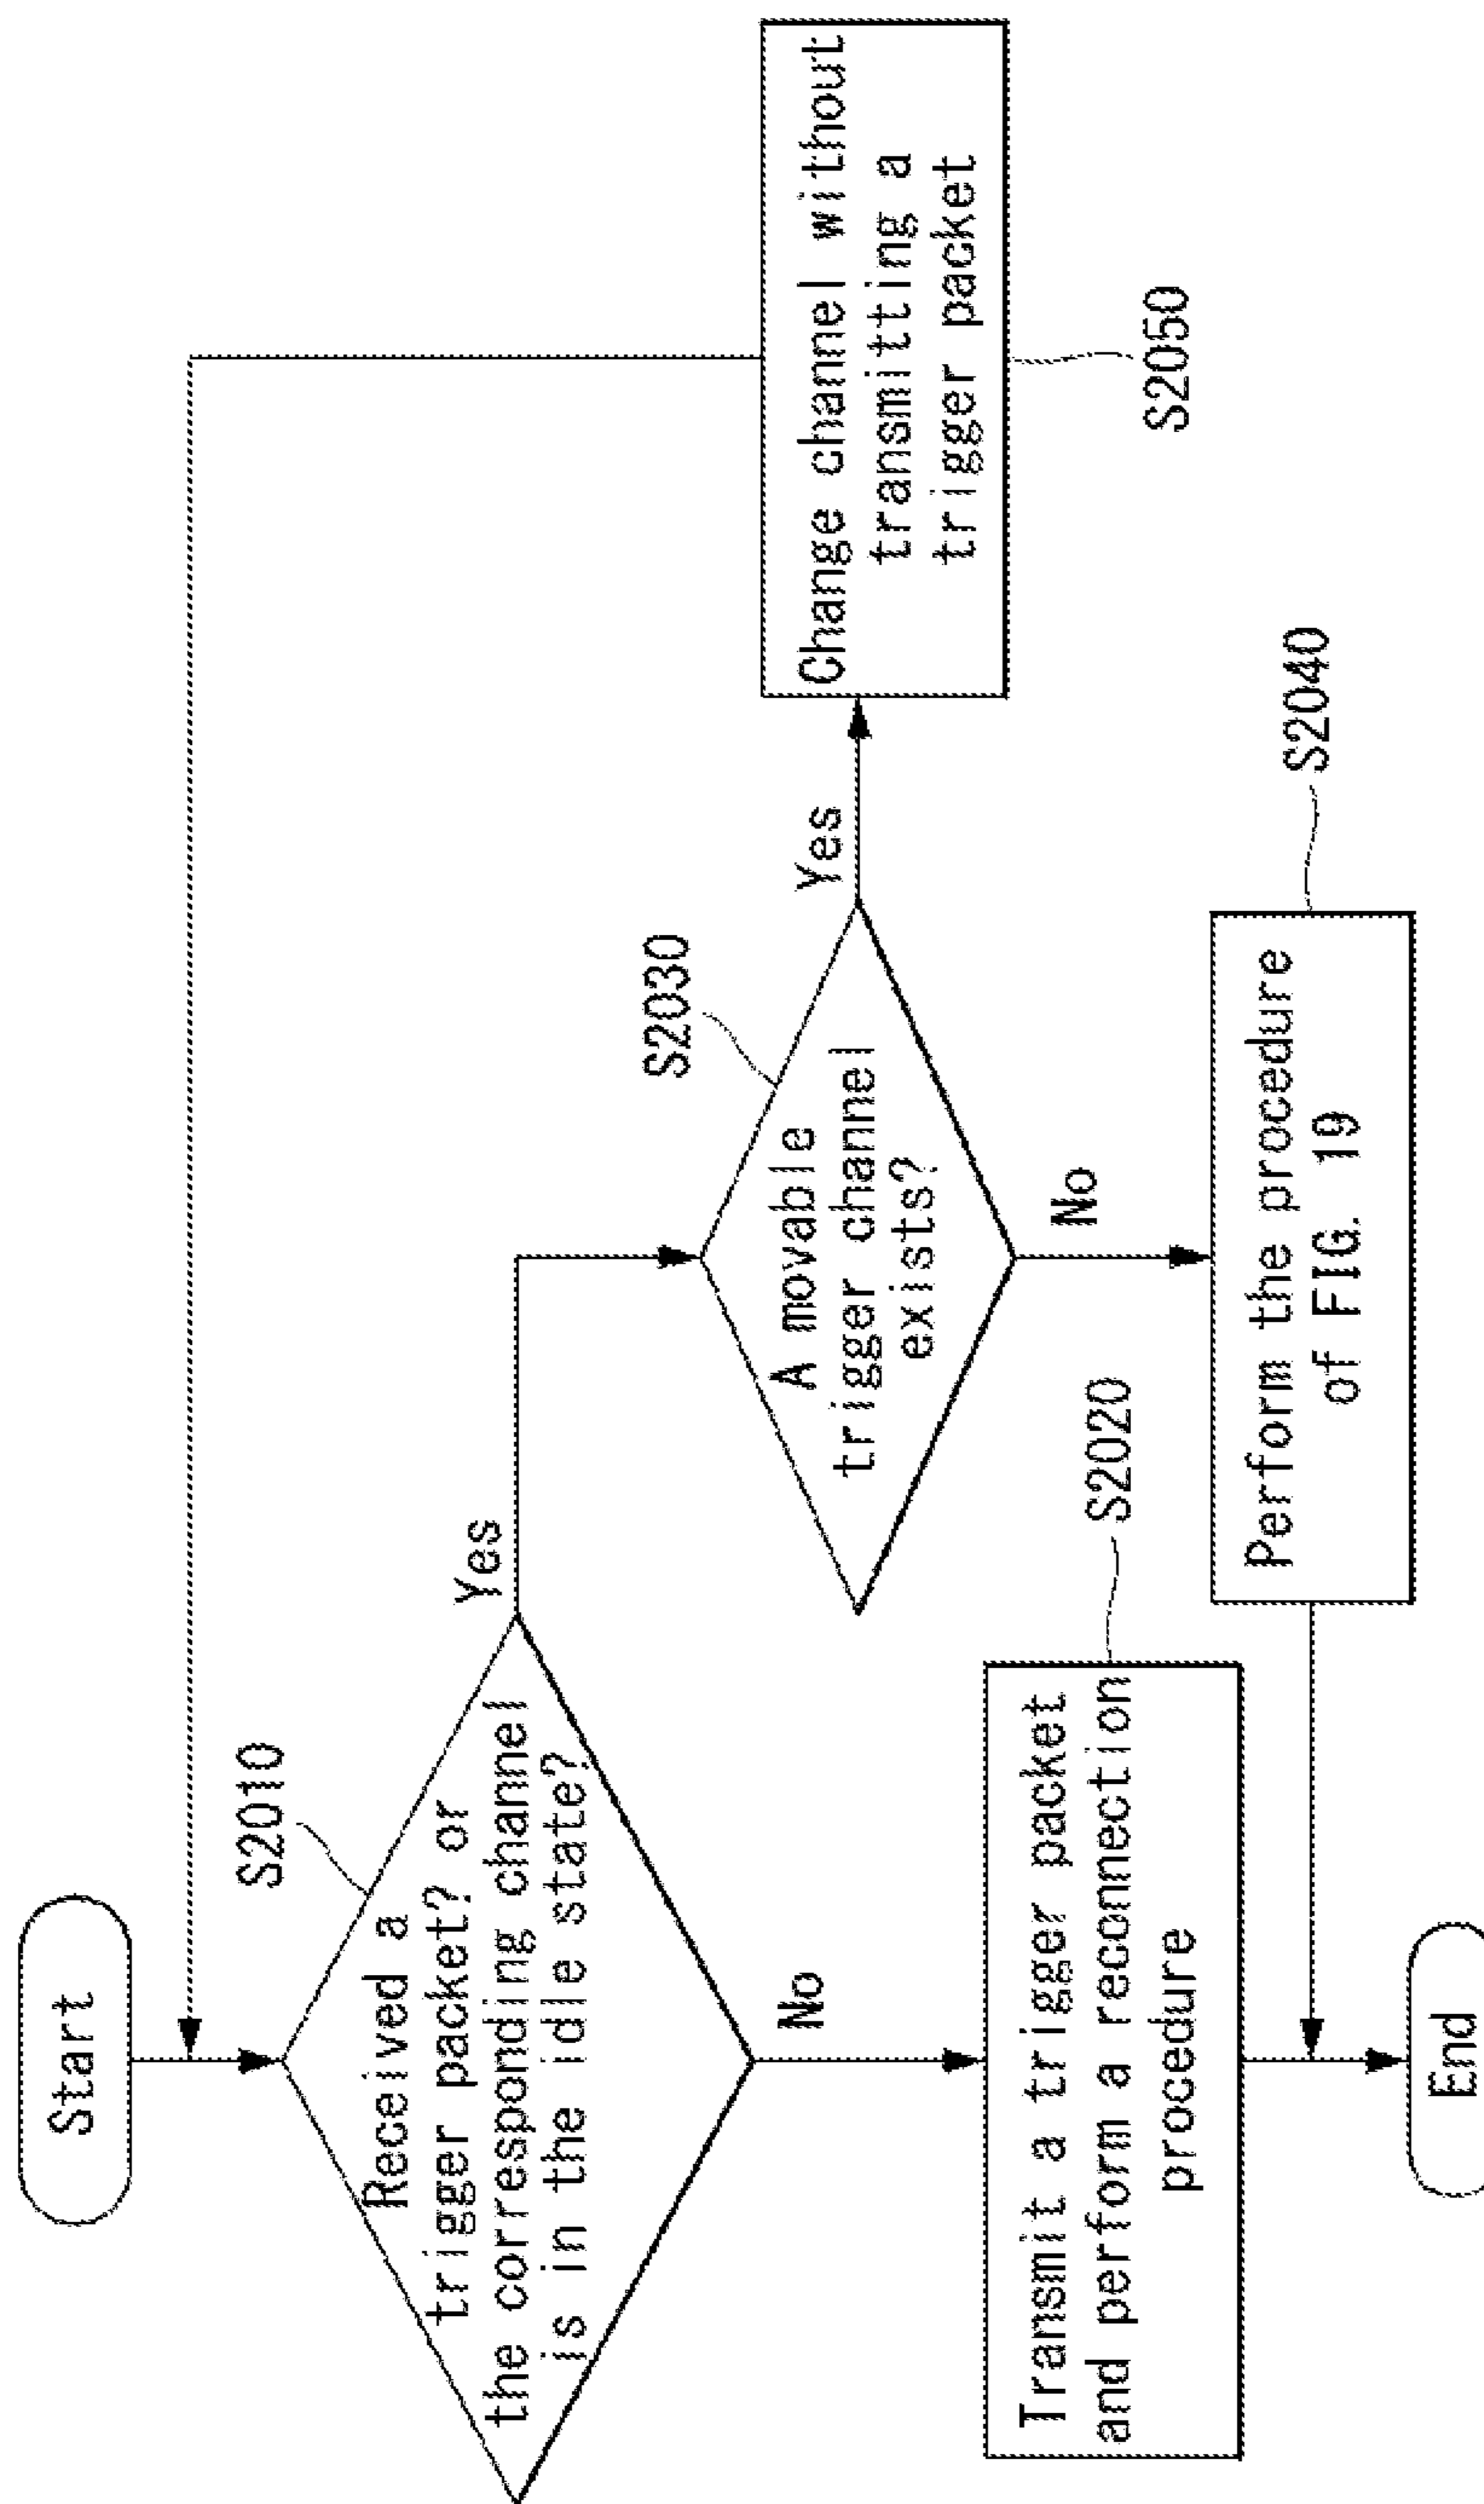 Start
S2010
Received a
trigger packet? or
the corresponding channel
is in the idle state?
Yes
No
S2020
Transmit a trigger packet
and perform a reconnection
procedure
S2030
A movable
trigger channel
exists?
Yes
No
Change channel without
transmitting a
trigger packet
S2050
S2040
Perform the procedure
of FIG. 19
End